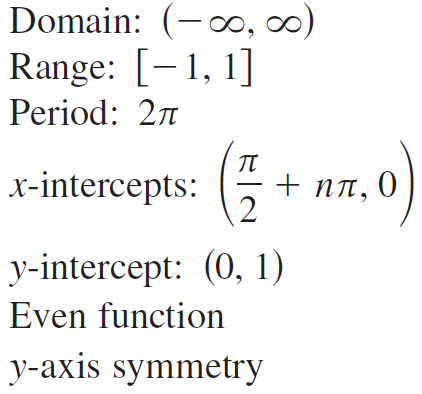 Domain: (−∞, ∞)
Range: [−1, 1]
Period: 2π
x-intercepts: (π/2 + nπ, 0)
y-intercept: (0, 1)
Even function
y-axis symmetry